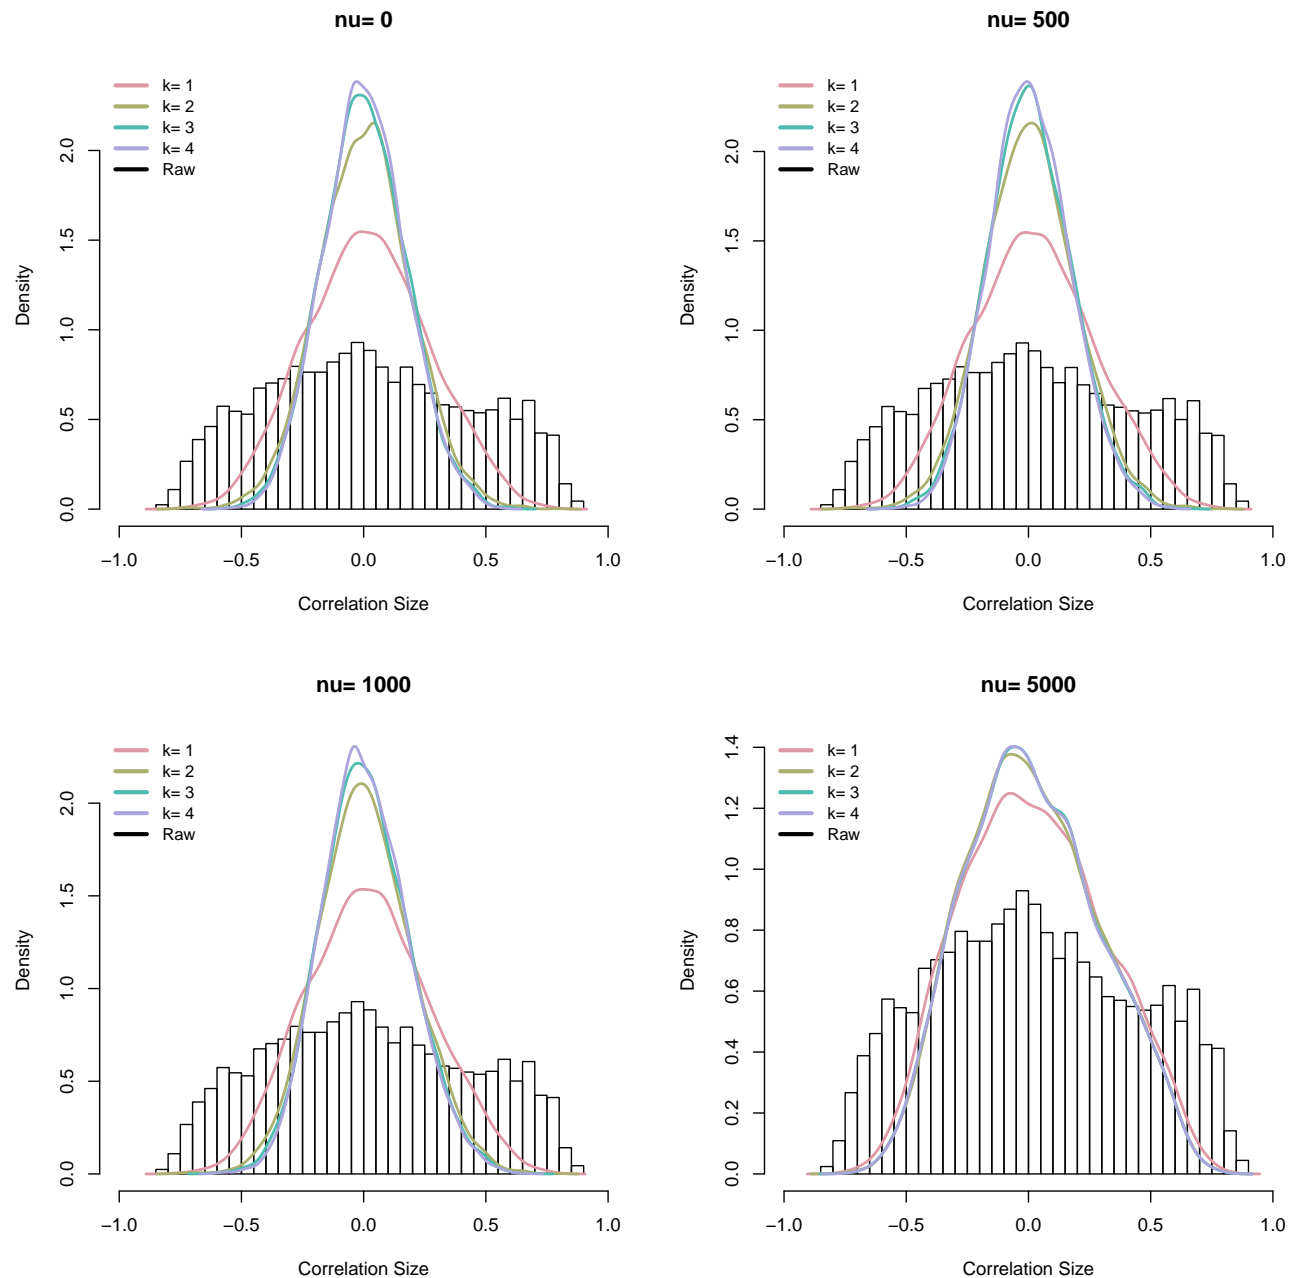 nu= 0
k= 1
k= 2
k= 3
k= 4
Raw
Density
0.0 0.5 1.0 1.5 2.0
−1.0 −0.5 0.0 0.5 1.0
Correlation Size
nu= 500
k= 1
k= 2
k= 3
k= 4
Raw
Density
0.0 0.5 1.0 1.5 2.0
−1.0 −0.5 0.0 0.5 1.0
Correlation Size
nu= 1000
k= 1
k= 2
k= 3
k= 4
Raw
Density
0.0 0.5 1.0 1.5 2.0
−1.0 −0.5 0.0 0.5 1.0
Correlation Size
nu= 5000
k= 1
k= 2
k= 3
k= 4
Raw
Density
0.0 0.2 0.4 0.6 0.8 1.0 1.2 1.4
−1.0 −0.5 0.0 0.5 1.0
Correlation Size